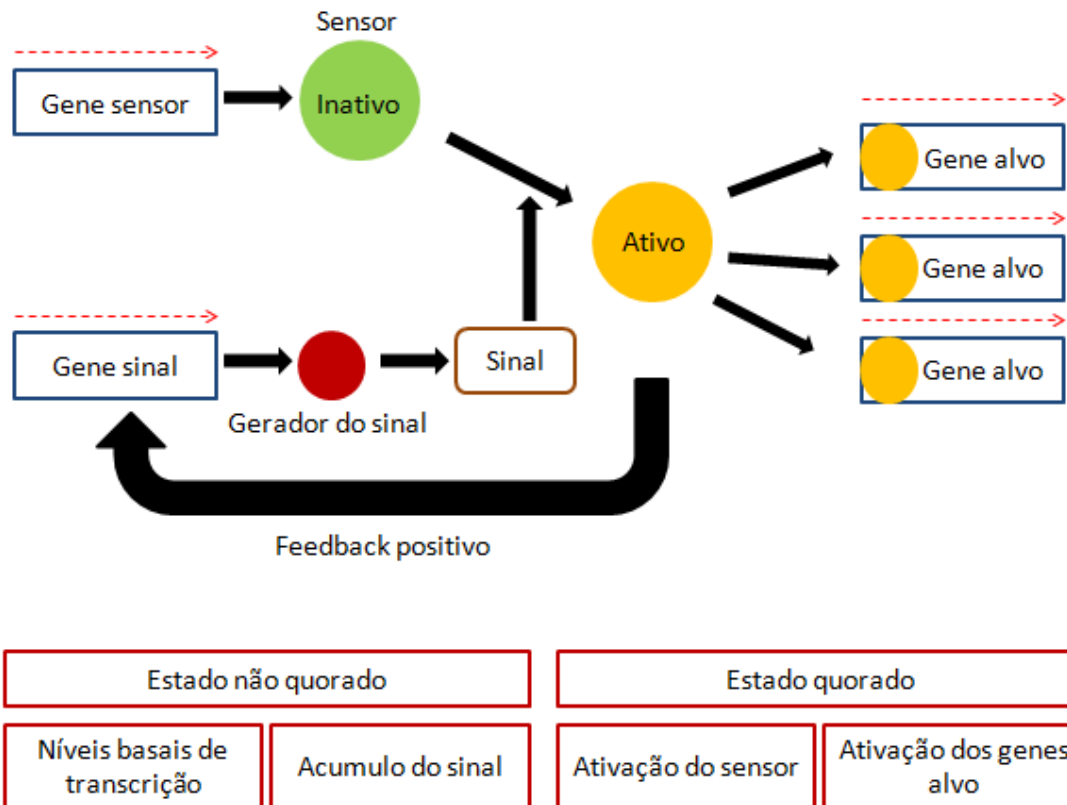 Sensor
Gene sensor
Inativo
Gene alvo
Ativo
Gene alvo
Gene sinal
Sinal
Gene alvo
Gerador do sinal
Feedback positivo
Estado não quorado
Estado quorado
Níveis basais de
transcrição
Acumulo do sinal
Ativação do sensor
Ativação dos genes
alvo